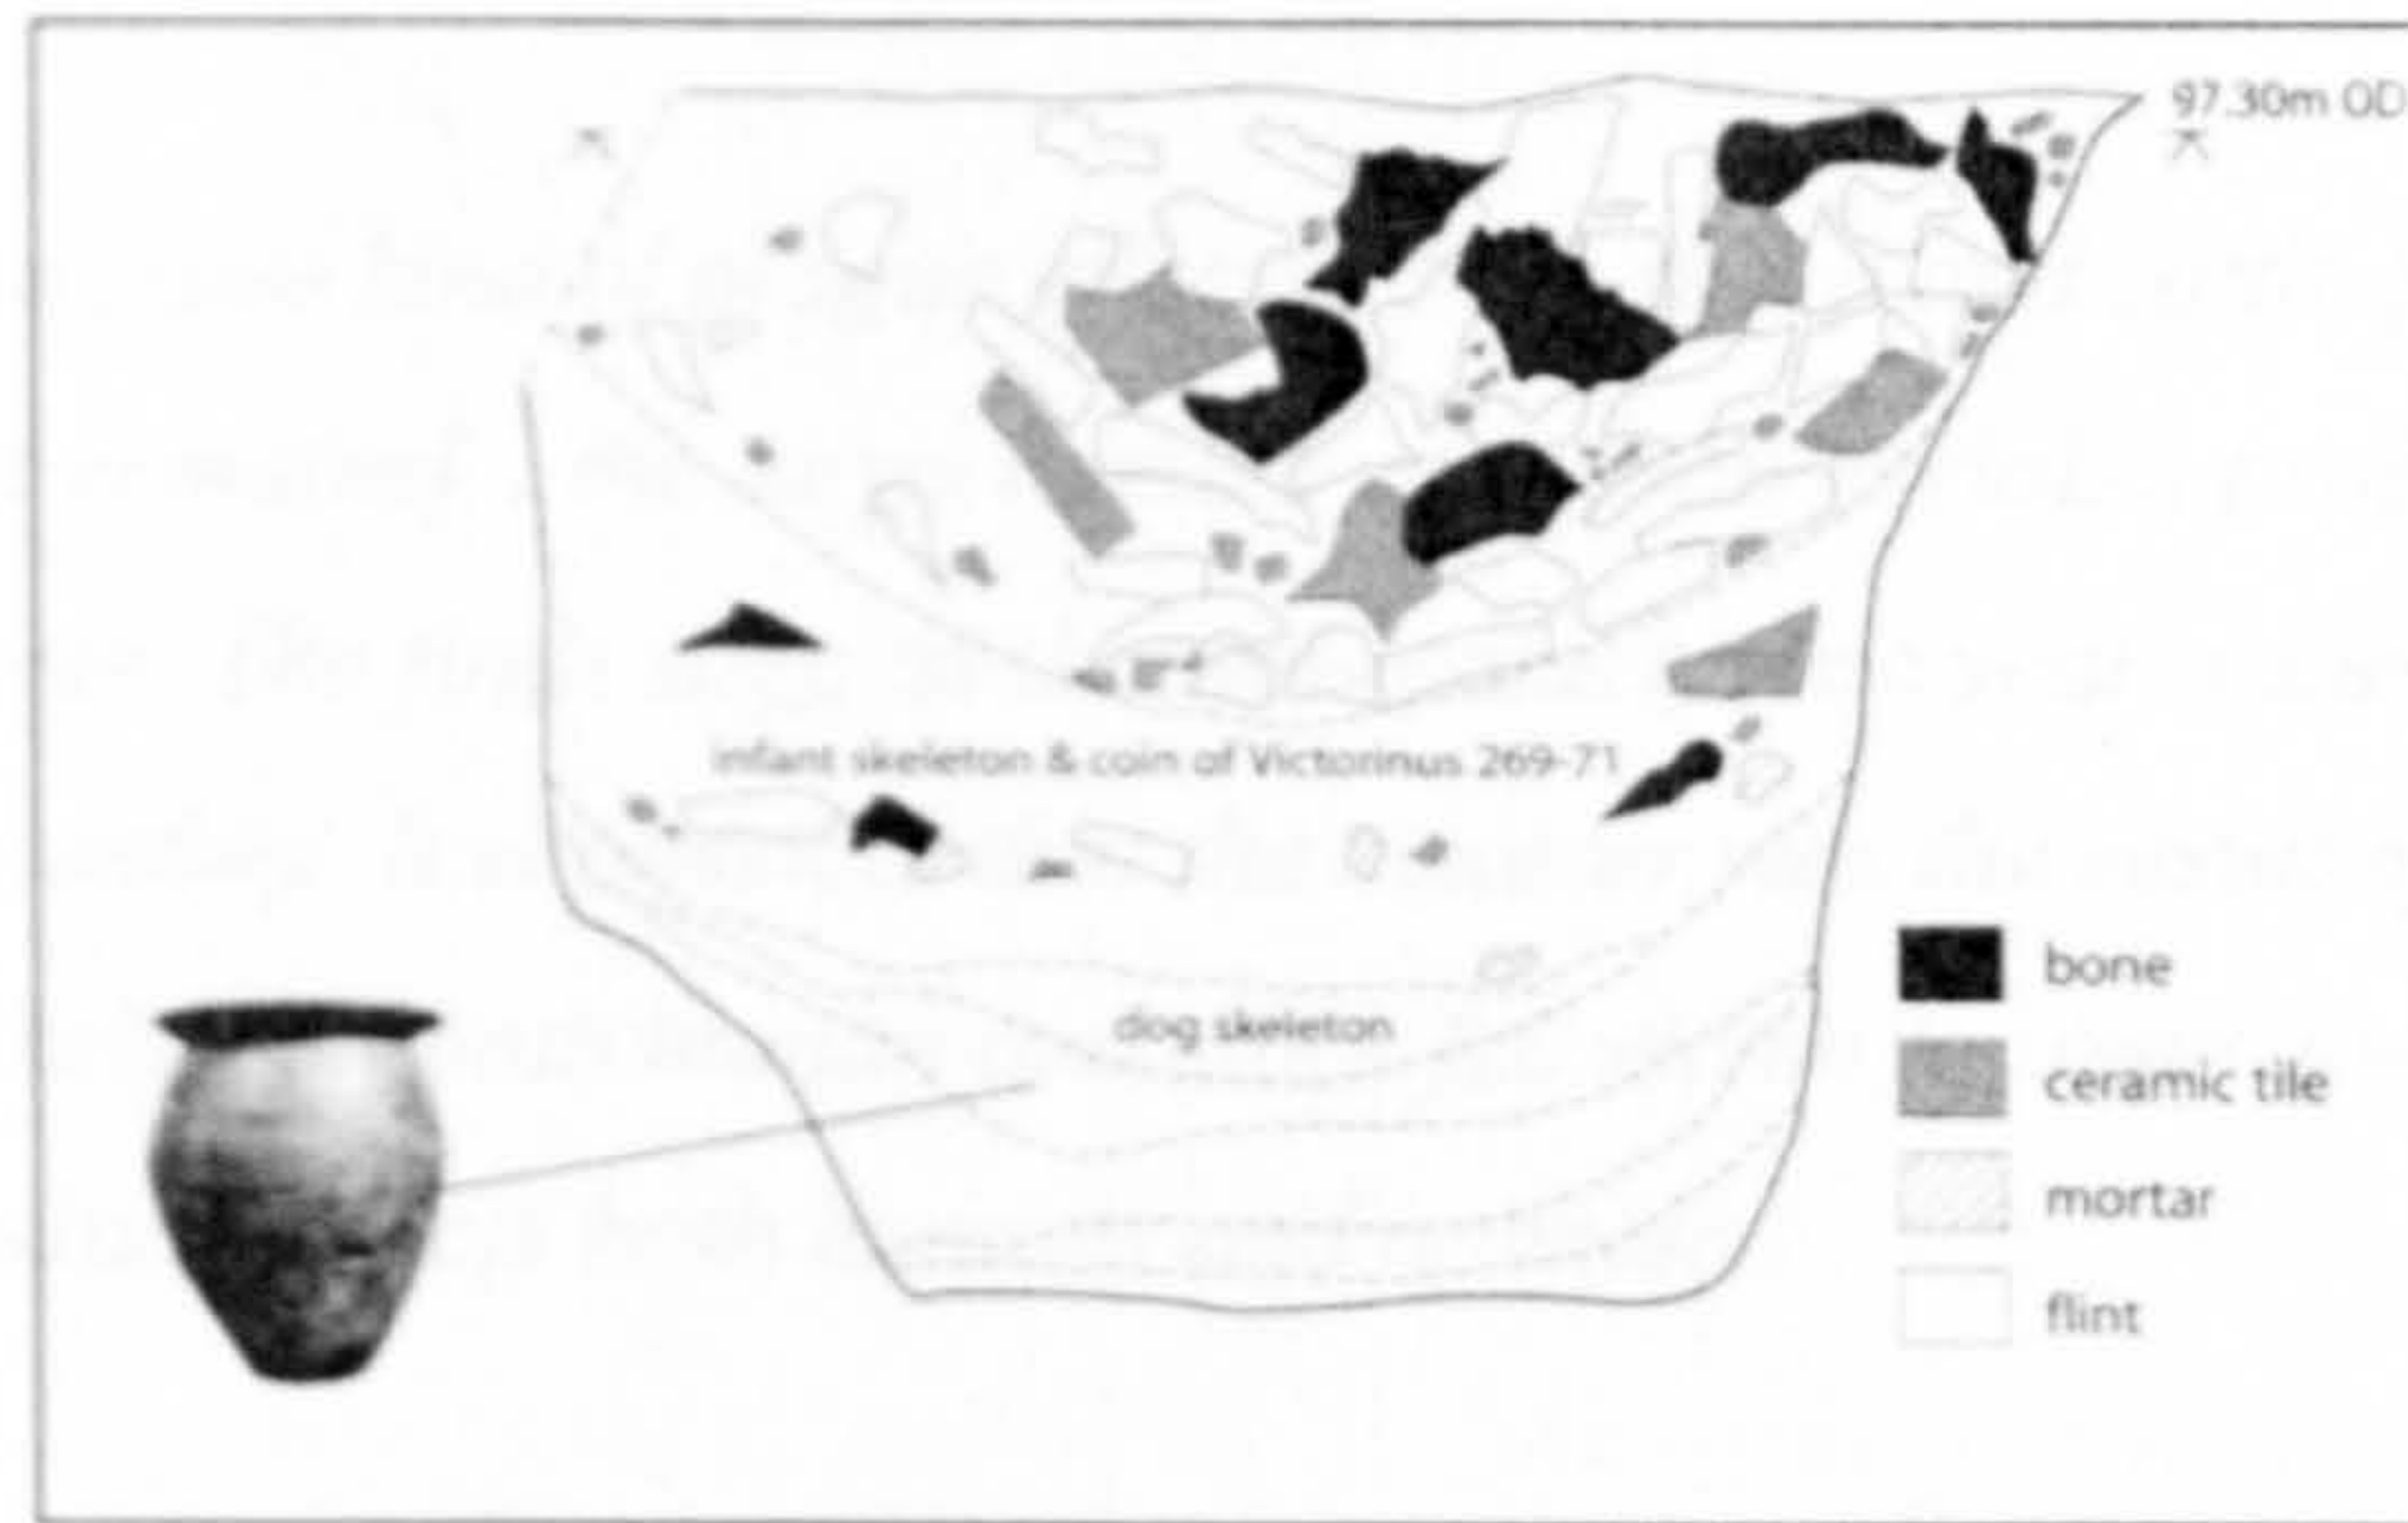 97.30m OD
infant skeleton & coin of Victorinus 269-71
dog skeleton
bone
ceramic tile
mortar
flint